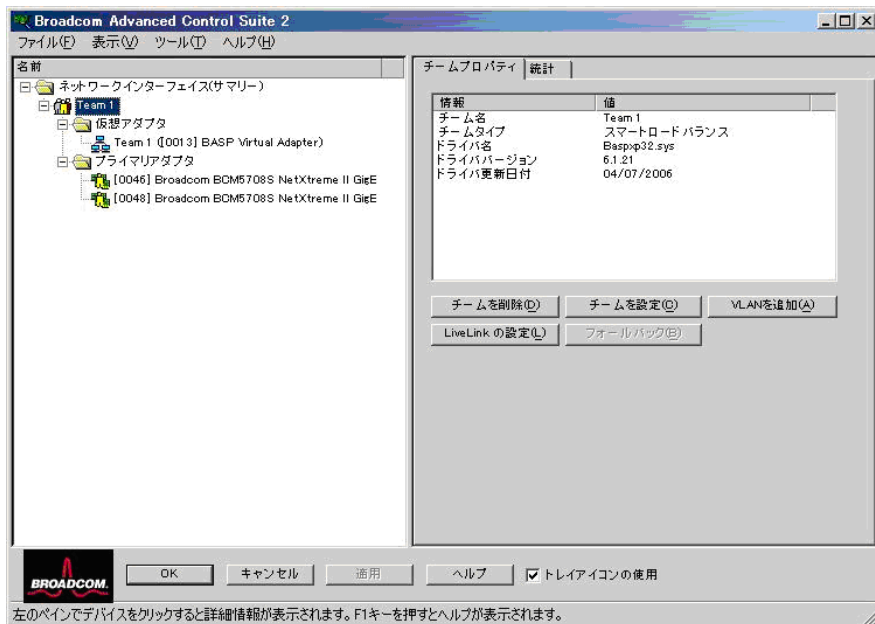 Broadcom Advanced Control Suite 2
ファイル(F) 表示(V) ツール(T) ヘルプ(H)
名前
ネットワークインターフェイス(サマリー)
Team 1
仮想アダプタ
Team 1 ([0013] BASP Virtual Adapter)
プライマリアダプタ
[0046] Broadcom BCM5708S NetXtreme II GigE
[0048] Broadcom BCM5708S NetXtreme II GigE
チームプロパティ 統計
情報 値
チーム名 Team 1
チームタイプ スマートロードバランス
ドライバ名 Baspxp32.sys
ドライババージョン 6.1.21
ドライバ更新日付 04/07/2006
チームを削除(D) チームを設定(C) VLANを追加(A)
LiveLink の設定(L) フォールバック(B)
BROADCOM.
OK キャンセル 適用 ヘルプ トレイアイコンの使用
左のペインでデバイスをクリックすると詳細情報が表示されます。F1キーを押すとヘルプが表示されます。